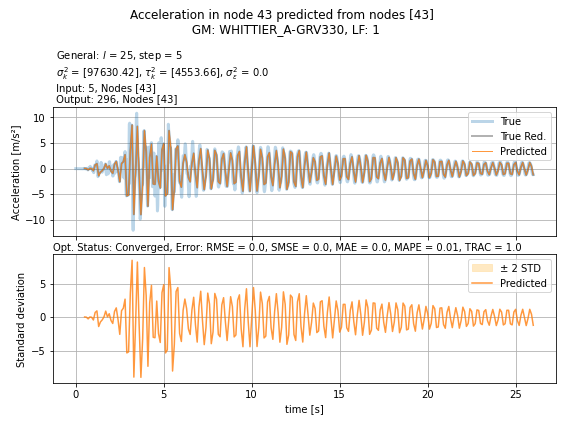 Acceleration in node 43 predicted from nodes [43]
GM: WHITTIER_A-GRV330, LF: 1
General: l = 25, step = 5
σ_k² = [97630.42], τ_k² = [4553.66], σ_ε² = 0.0
Input: 5, Nodes [43]
Output: 296, Nodes [43]
10
5
0
−5
−10
Acceleration [m/s²]
True
True Red.
Predicted
Opt. Status: Converged, Error: RMSE = 0.0, SMSE = 0.0, MAE = 0.0, MAPE = 0.01, TRAC = 1.0
5
0
−5
Standard deviation
± 2 STD
Predicted
0 5 10 15 20 25
time [s]